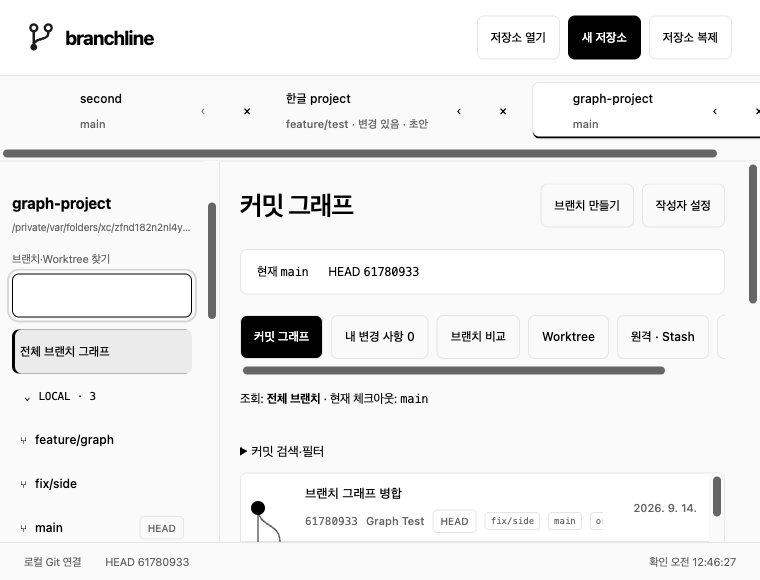 branchline
저장소 열기
새 저장소
저장소 복제
second
main
한글 project
feature/test · 변경 있음 · 초안
graph-project
main
graph-project
/private/var/folders/xc/zfnd182n2nl4y...
브랜치·Worktree 찾기
전체 브랜치 그래프
LOCAL · 3
feature/graph
fix/side
main HEAD
커밋 그래프
브랜치 만들기
작성자 설정
현재 main HEAD 61780933
커밋 그래프
내 변경 사항 0
브랜치 비교
Worktree
원격 · Stash
조회: 전체 브랜치 · 현재 체크아웃: main
▶ 커밋 검색·필터
브랜치 그래프 병합
61780933 Graph Test HEAD fix/side main
2026. 9. 14.
로컬 Git 연결 HEAD 61780933
확인 오전 12:46:27